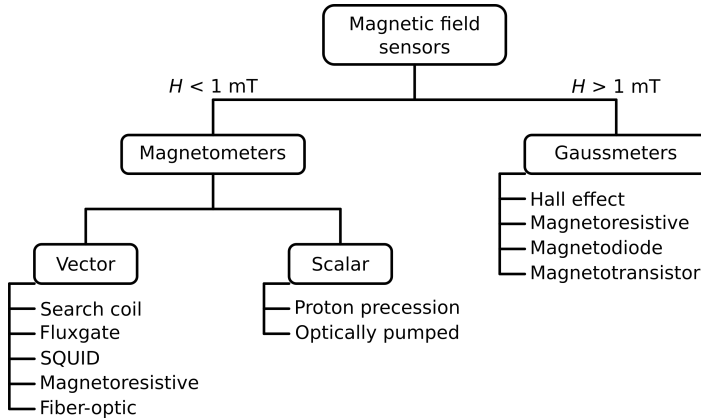 Magnetic field
sensors
H < 1 mT
H > 1 mT
Magnetometers
Gaussmeters
Hall effect
Magnetoresistive
Magnetodiode
Magnetotransistor
Vector
Scalar
Search coil
Fluxgate
SQUID
Magnetoresistive
Fiber-optic
Proton precession
Optically pumped